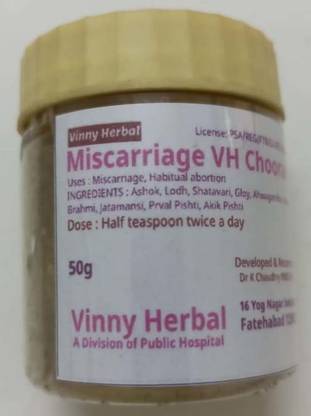 Vinny Herbal
License:
Miscarriage VH
Uses : Miscarriage, Habitual abortion
INGREDIENTS : Ashok, Lodh, Shatavari, Gloy,
Brahmi, Jatamansi, Prval Pishti, Akik Pishti
Dose : Half teaspoon twice a day
50g
Developed &
Dr K Chaudhry
Vinny Herbal
A Division of Public Hospital
16 Yog Nagar
Fatehabad